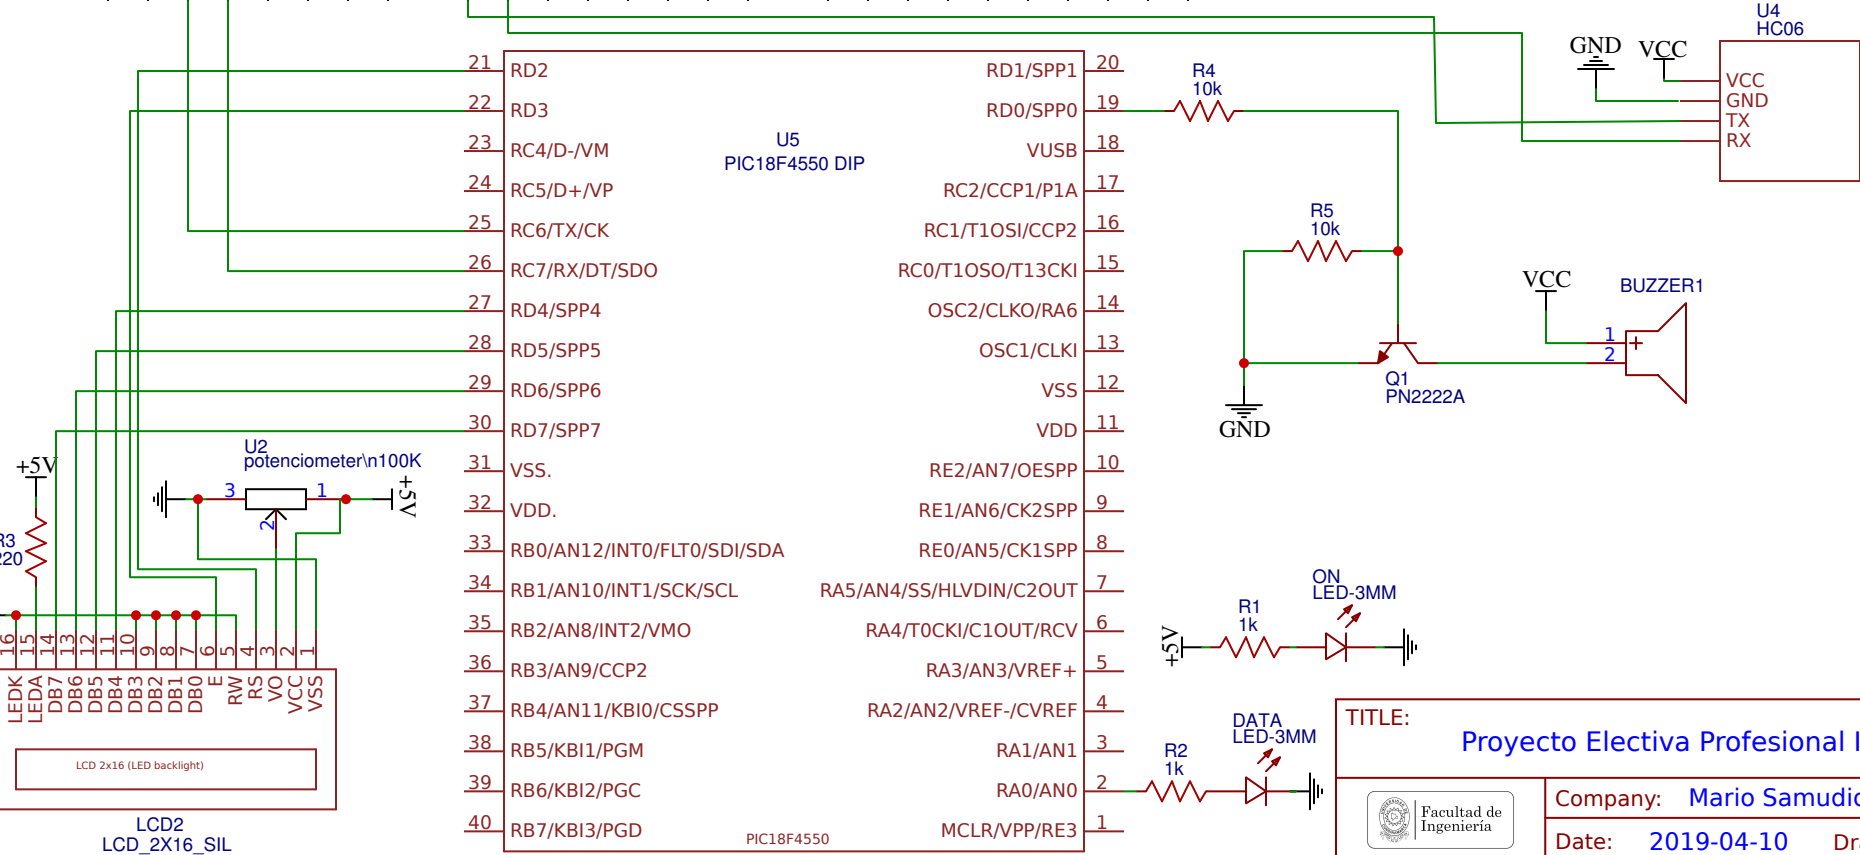 U4
HC06
GND
VCC
VCC
GND
TX
RX
21 RD2
22 RD3
23 RC4/D-/VM
24 RC5/D+/VP
25 RC6/TX/CK
26 RC7/RX/DT/SDO
27 RD4/SPP4
28 RD5/SPP5
29 RD6/SPP6
30 RD7/SPP7
31 VSS.
32 VDD.
33 RB0/AN12/INT0/FLT0/SDI/SDA
34 RB1/AN10/INT1/SCK/SCL
35 RB2/AN8/INT2/VMO
36 RB3/AN9/CCP2
37 RB4/AN11/KBI0/CSSPP
38 RB5/KBI1/PGM
39 RB6/KBI2/PGC
40 RB7/KBI3/PGD
U5
PIC18F4550 DIP
RD1/SPP1 20
RD0/SPP0 19
VUSB 18
RC2/CCP1/P1A 17
RC1/T1OSI/CCP2 16
RC0/T1OSO/T13CKI 15
OSC2/CLKO/RA6 14
OSC1/CLKI 13
VSS 12
VDD 11
RE2/AN7/OESPP 10
RE1/AN6/CK2SPP 9
RE0/AN5/CK1SPP 8
RA5/AN4/SS/HLVDIN/C2OUT 7
RA4/T0CKI/C1OUT/RCV 6
RA3/AN3/VREF+ 5
RA2/AN2/VREF-/CVREF 4
RA1/AN1 3
RA0/AN0 2
MCLR/VPP/RE3 1
PIC18F4550
R4
10k
R5
10k
VCC
BUZZER1
1
2
+
Q1
PN2222A
GND
U2
potenciometer\n100K
3
1
2
+5V
+5V
R3
220
16 15 14 13 12 11 10 9 8 7 6 5 4 3 2 1
LEDK LEDA DB7 DB6 DB5 DB4 DB3 DB2 DB1 DB0 E RW RS VO VCC VSS
LCD 2x16 (LED backlight)
LCD2
LCD_2X16_SIL
ON
LED-3MM
R1
1k
+5V
DATA
LED-3MM
R2
1k
TITLE:
Proyecto Electiva Profesional I
Facultad de
Ingeniería
Company: Mario Samudio
Date: 2019-04-10